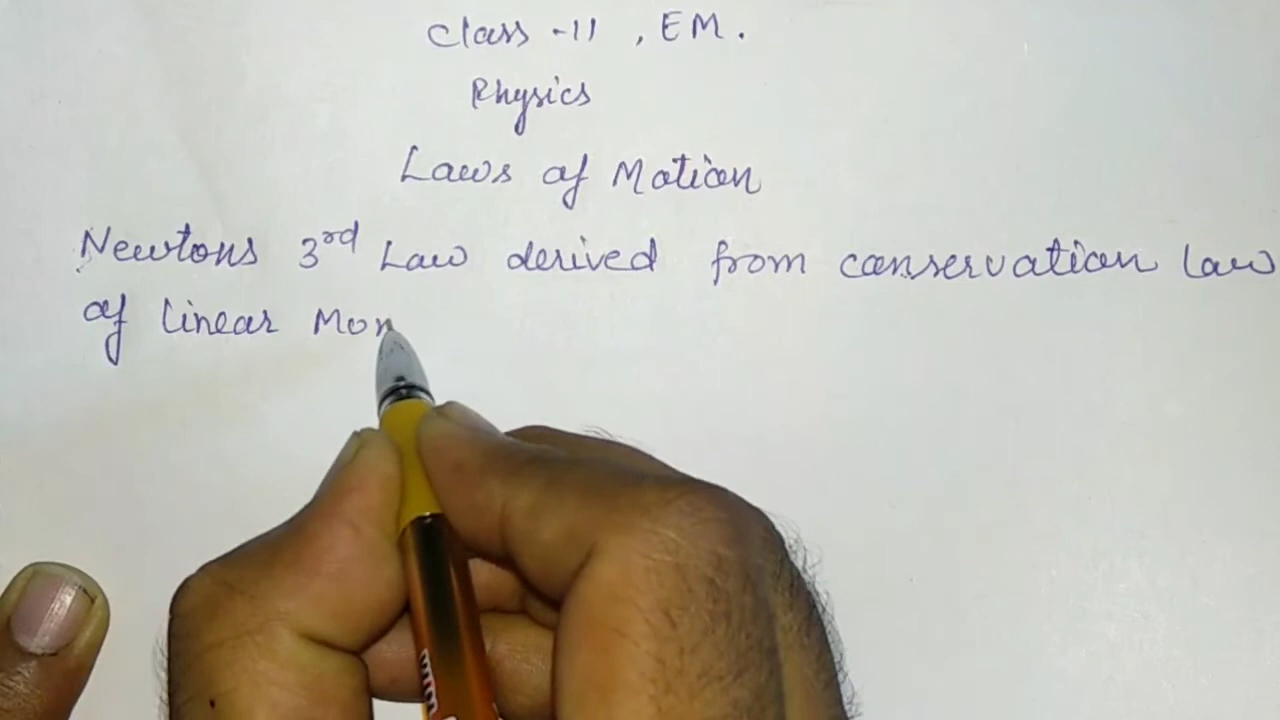 Class - 11 , EM.
Physics
Laws of Motion
Newtons 3rd Law derived from conservation law
of linear Mom